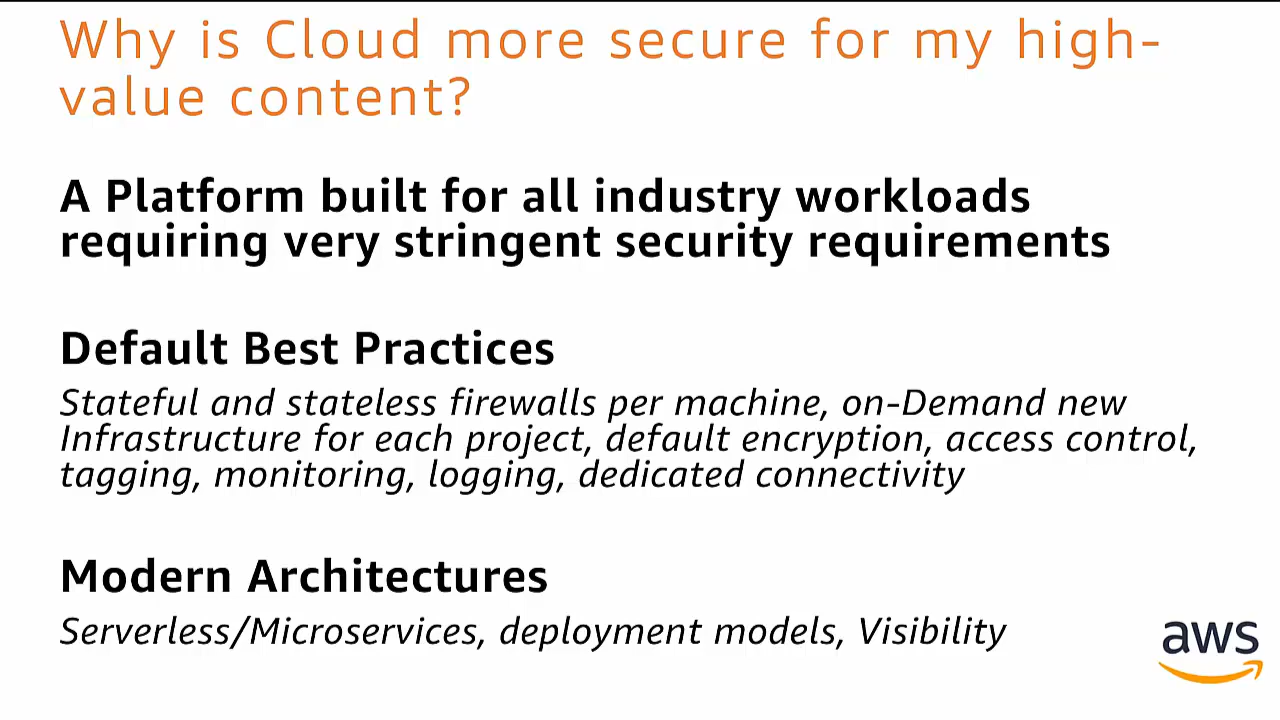 Why is Cloud more secure for my high-
value content?
A Platform built for all industry workloads
requiring very stringent security requirements
Default Best Practices
Stateful and stateless firewalls per machine, on-Demand new
Infrastructure for each project, default encryption, access control,
tagging, monitoring, logging, dedicated connectivity
Modern Architectures
Serverless/Microservices, deployment models, Visibility
aws